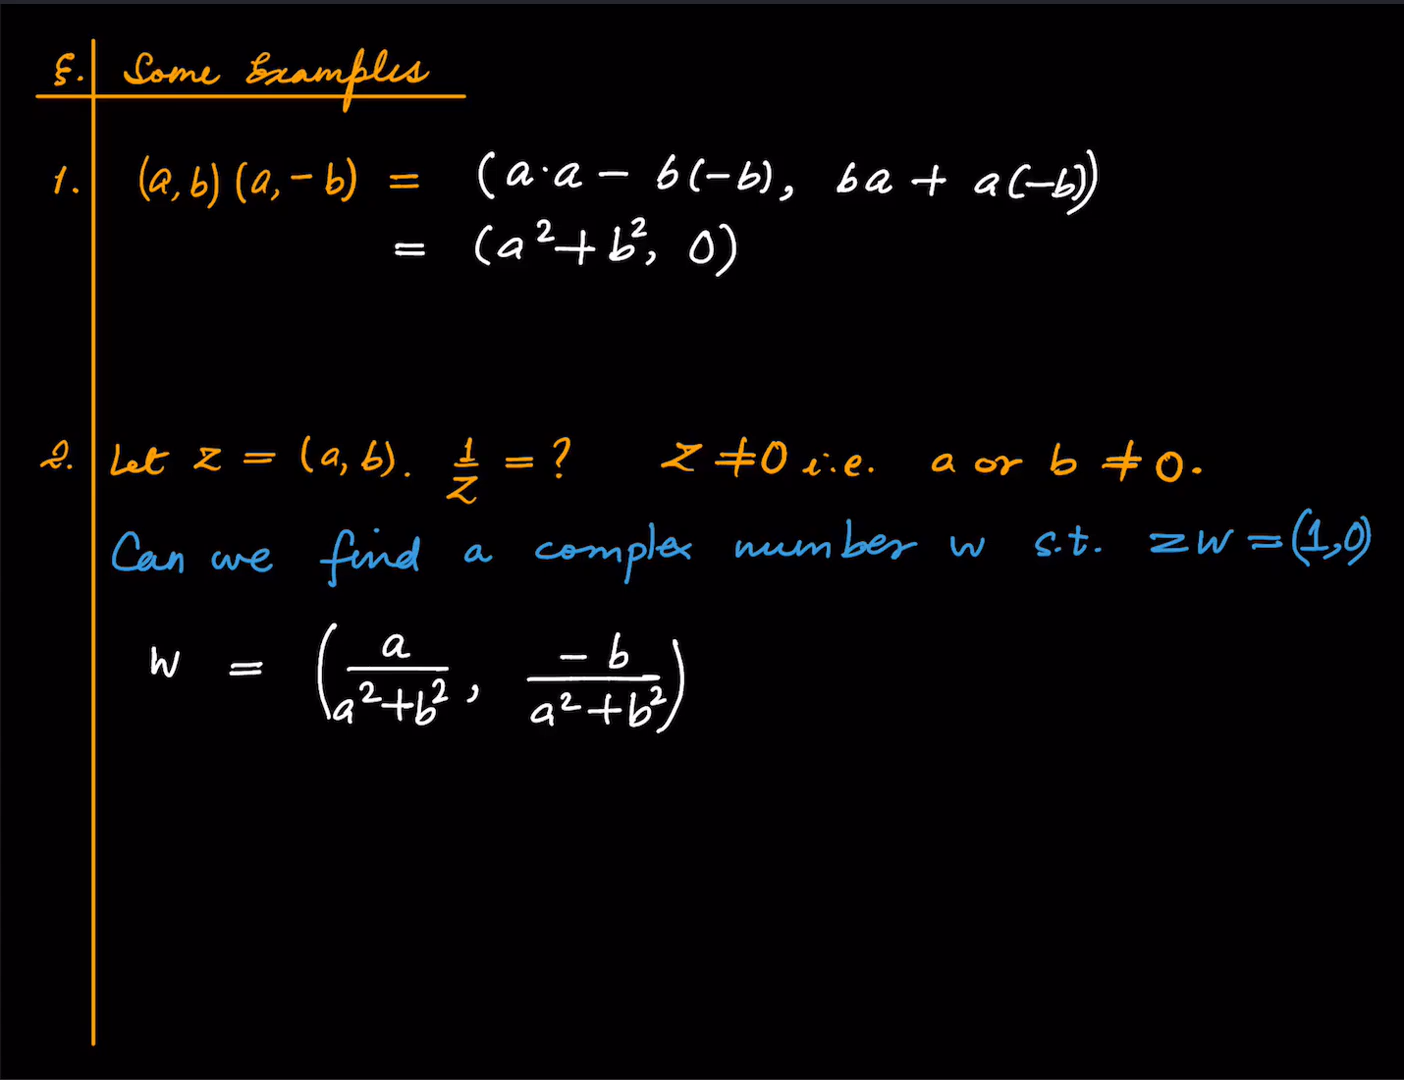 §. Some Examples
1. (a,b) (a,-b) = (a·a - b(-b), ba + a(-b))
= (a²+b², 0)
2. Let z = (a,b). 1/z = ? z ≠ 0 i.e. a or b ≠ 0.
Can we find a complex number w s.t. zw = (1,0)
w = (a/(a²+b²), -b/(a²+b²))